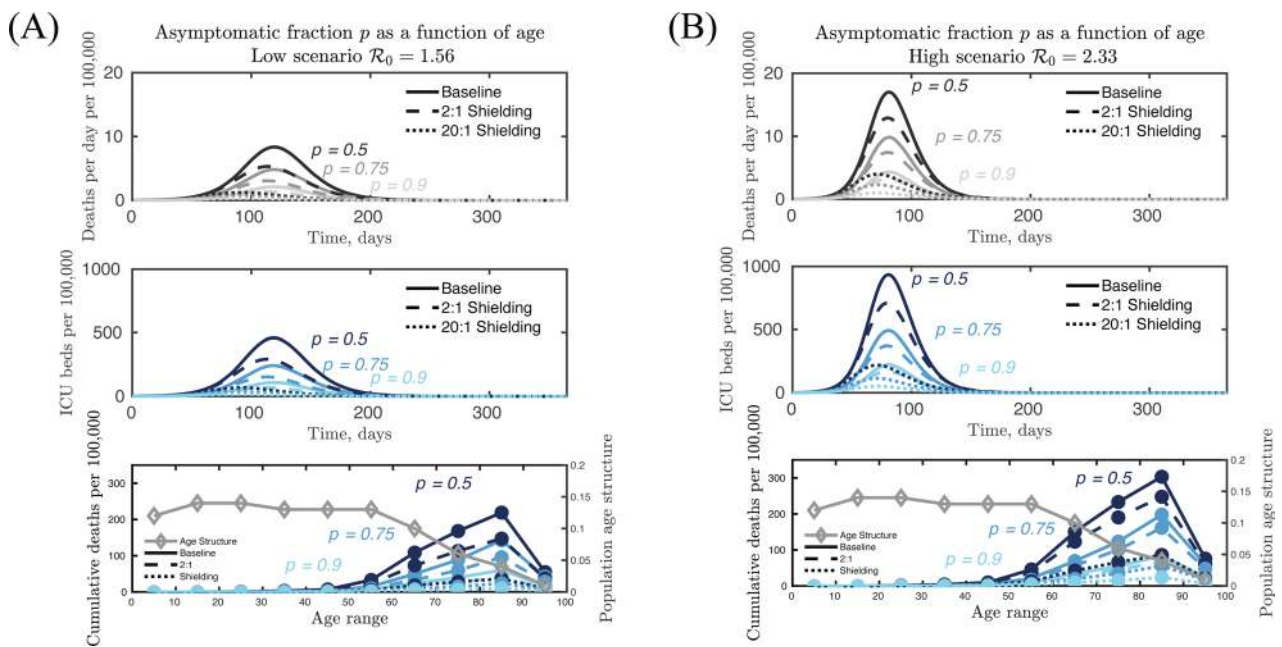 (A)
Asymptomatic fraction p as a function of age
Low scenario R₀ = 1.56
Deaths per day per 100,000
20
10
0
Baseline
2:1 Shielding
20:1 Shielding
p = 0.5
p = 0.75
p = 0.9
0 100 200 300
Time, days
ICU beds per 100,000
1000
500
0
Baseline
2:1 Shielding
20:1 Shielding
p = 0.5
p = 0.75
p = 0.9
0 100 200 300
Time, days
Cumulative deaths per 100,000
300
200
100
0
p = 0.5
p = 0.75
p = 0.9
Age Structure
Baseline
2:1
Shielding
0.2
0.15
0.1
0.05
0
Population age structure
0 10 20 30 40 50 60 70 80 90 100
Age range
(B)
Asymptomatic fraction p as a function of age
High scenario R₀ = 2.33
Deaths per day per 100,000
20
10
0
p = 0.5
Baseline
2:1 Shielding
20:1 Shielding
p = 0.75
p = 0.9
0 100 200 300
Time, days
ICU beds per 100,000
1000
500
0
p = 0.5
Baseline
2:1 Shielding
20:1 Shielding
p = 0.75
p = 0.9
0 100 200 300
Time, days
Cumulative deaths per 100,000
300
200
100
0
p = 0.5
p = 0.75
p = 0.9
Age Structure
Baseline
2:1
Shielding
0.2
0.15
0.1
0.05
0
Population age structure
0 10 20 30 40 50 60 70 80 90 100
Age range